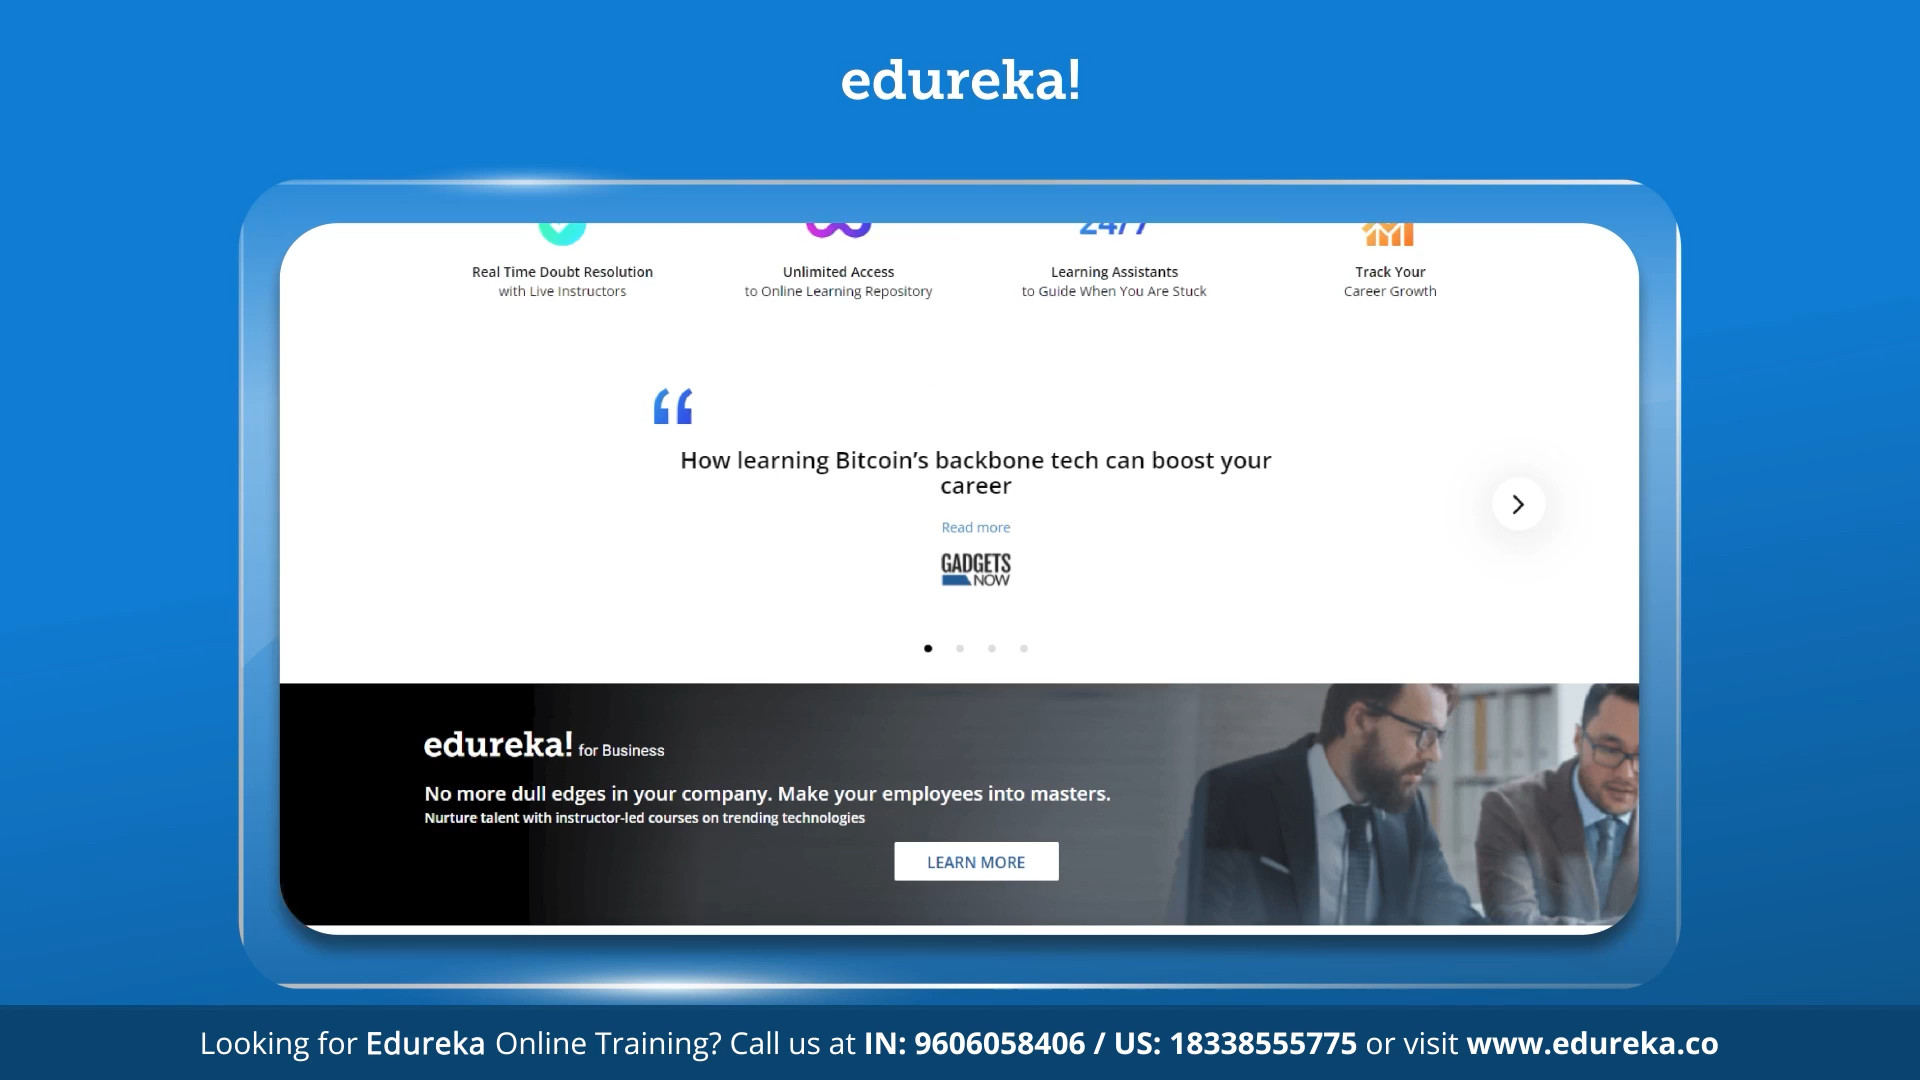 edureka!
24/7
Real Time Doubt Resolution
with Live Instructors
Unlimited Access
to Online Learning Repository
Learning Assistants
to Guide When You Are Stuck
Track Your
Career Growth
“
How learning Bitcoin’s backbone tech can boost your
career
Read more
GADGETS
NOW
edureka! for Business
No more dull edges in your company. Make your employees into masters.
Nurture talent with instructor-led courses on trending technologies
LEARN MORE
Looking for Edureka Online Training? Call us at IN: 9606058406 / US: 18338555775 or visit www.edureka.co